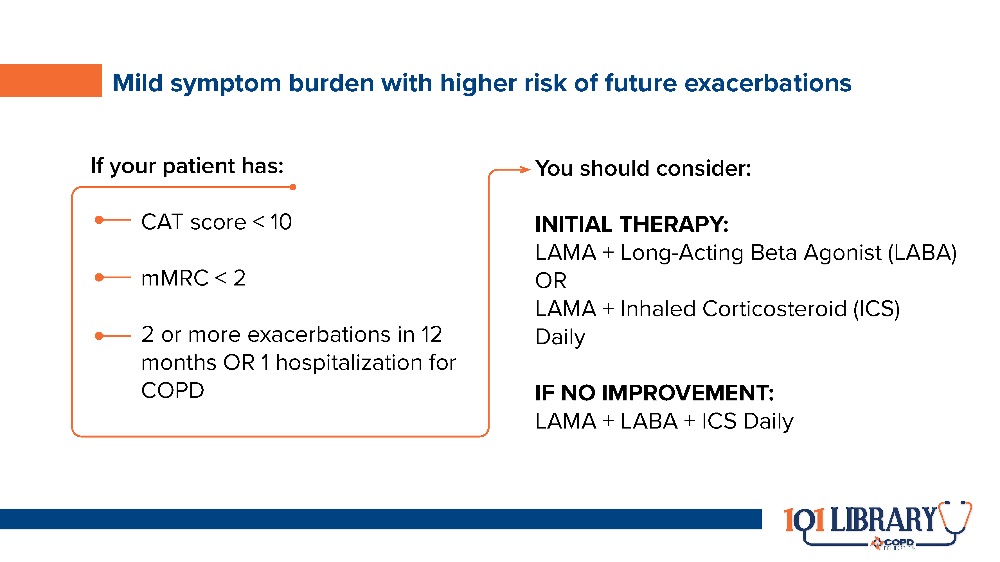 Mild symptom burden with higher risk of future exacerbations
If your patient has:
CAT score < 10
mMRC < 2
2 or more exacerbations in 12
months OR 1 hospitalization for
COPD
You should consider:
INITIAL THERAPY:
LAMA + Long-Acting Beta Agonist (LABA)
OR
LAMA + Inhaled Corticosteroid (ICS)
Daily
IF NO IMPROVEMENT:
LAMA + LABA + ICS Daily
101 LIBRARY
COPD
FOUNDATION®